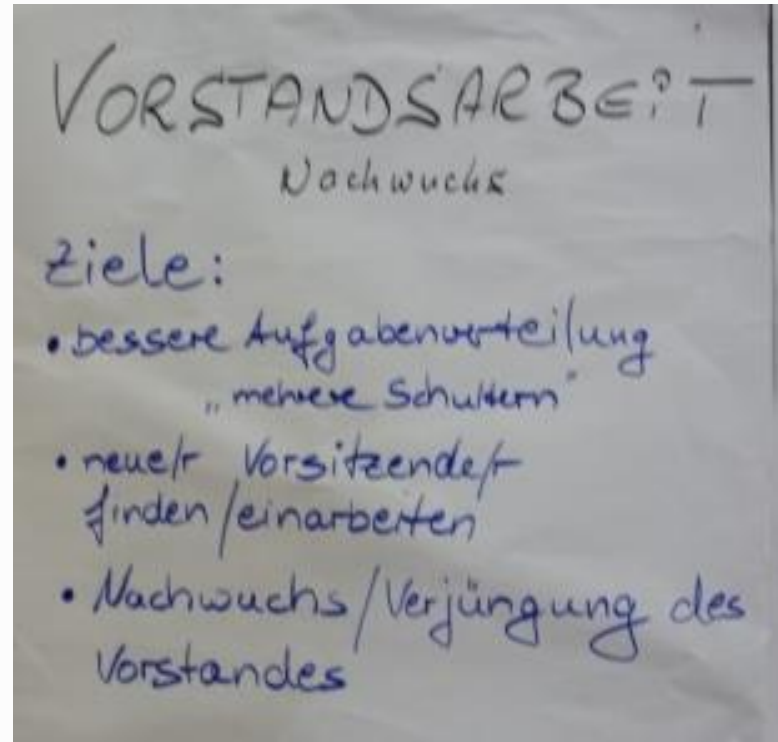 VORSTANDSARBEIT
Nachwuchs
Ziele:
• bessere Aufgabenverteilung
„mehrere Schultern"
• neue/r Vorsitzende/r
finden/einarbeiten
• Nachwuchs/Verjüngung des
Vorstandes